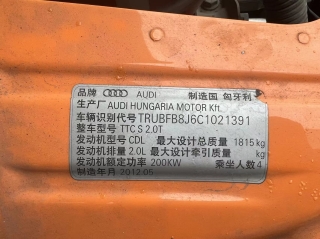 品牌 AUDI 制造国 匈牙利
生产厂 AUDI HUNGARIA MOTOR Kft.
车辆识别代号 TRUBFB8J6C1021391
整车型号 TTC S 2.0T
发动机型号 CDL 最大设计总质量 1815kg
发动机排量 2.0L 最大设计牵引质量 kg
发动机额定功率 200KW 乘坐人数 4
制造年月 2012.05